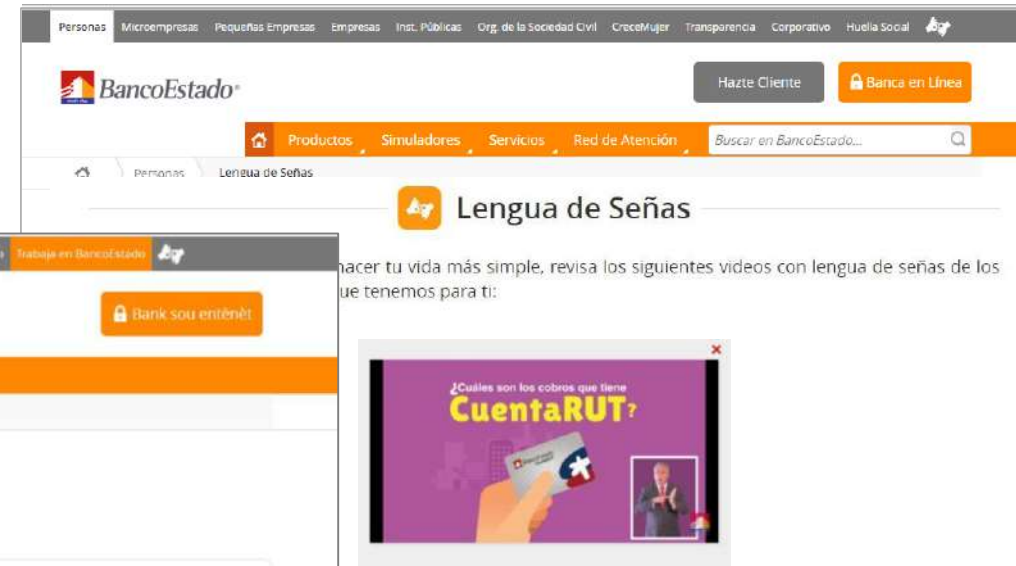 Personas Microempresas Pequeñas Empresas Empresas Inst. Públicas Org. de la Sociedad Civil CreceMujer Transparencia Corporativo Huella Social
BancoEstado
Hazte Cliente
Banca en Línea
Productos Simuladores Servicios Red de Atención Buscar en BancoEstado...
Personas Lengua de Señas
Lengua de Señas
Trabaja en BancoEstado
hacer tu vida más simple, revisa los siguientes videos con lengua de señas de los
que tenemos para ti:
Bank sou entènèt
¿Cuáles son los cobros que tiene
CuentaRUT?